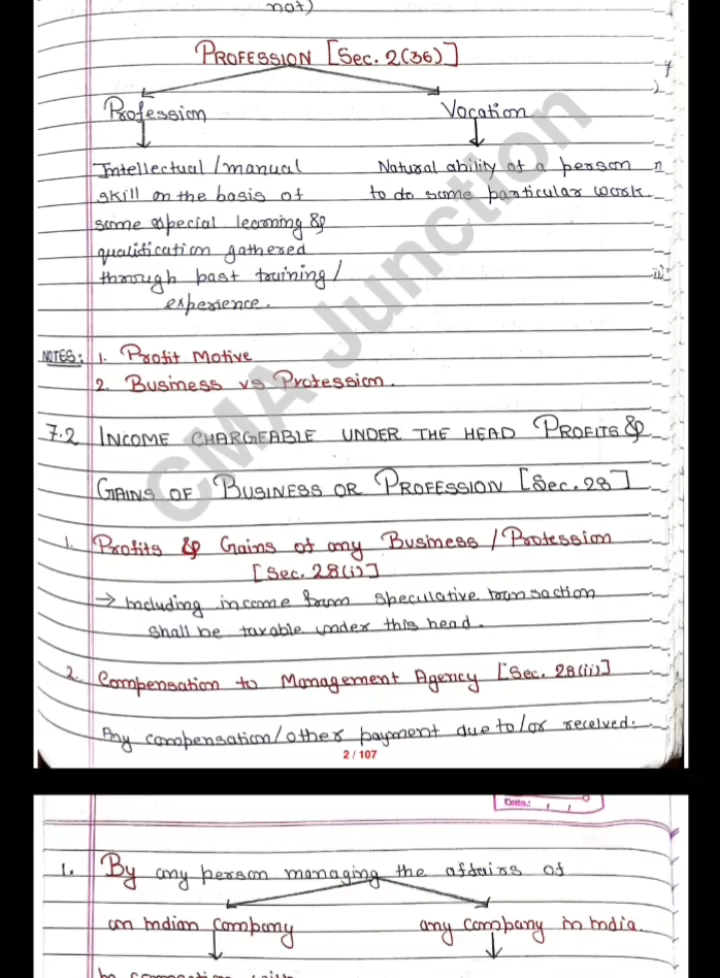 not)
PROFESSION [Sec. 2(36)]
Profession Vocation
Intellectual/manual Natural ability of a person
skill on the basis of to do some particular work.
some special learning &
qualification gathered
through past training/
experience.
NOTES: 1. Profit Motive
2. Business vs Profession.
7.2 INCOME CHARGEABLE UNDER THE HEAD PROFITS &
GAINS OF BUSINESS OR PROFESSION [Sec. 28]
1. Profits & Gains of any Business/Profession
[Sec. 28(i)]
→ Including income from speculative transaction
shall be taxable under this head.
2. Compensation to Management Agency [Sec. 28(ii)]
Any compensation/other payment due to/or received:
2 / 107
CMA Junction
Date.:
1. By any person managing the affairs of
an Indian company any company in India.